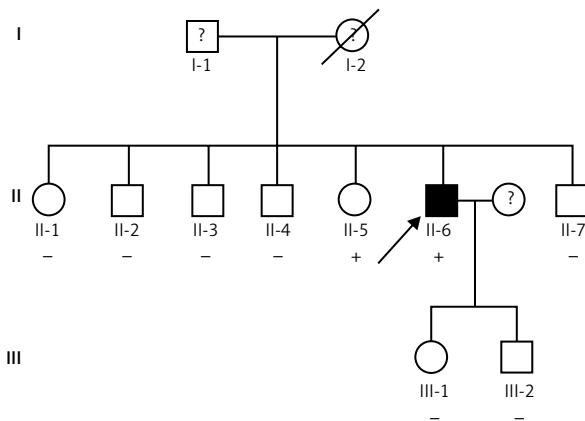 I
? ?
I-1 I-2
II ?
II-1 II-2 II-3 II-4 II-5 II-6 II-7
– – – – + + –
III
III-1 III-2
– –